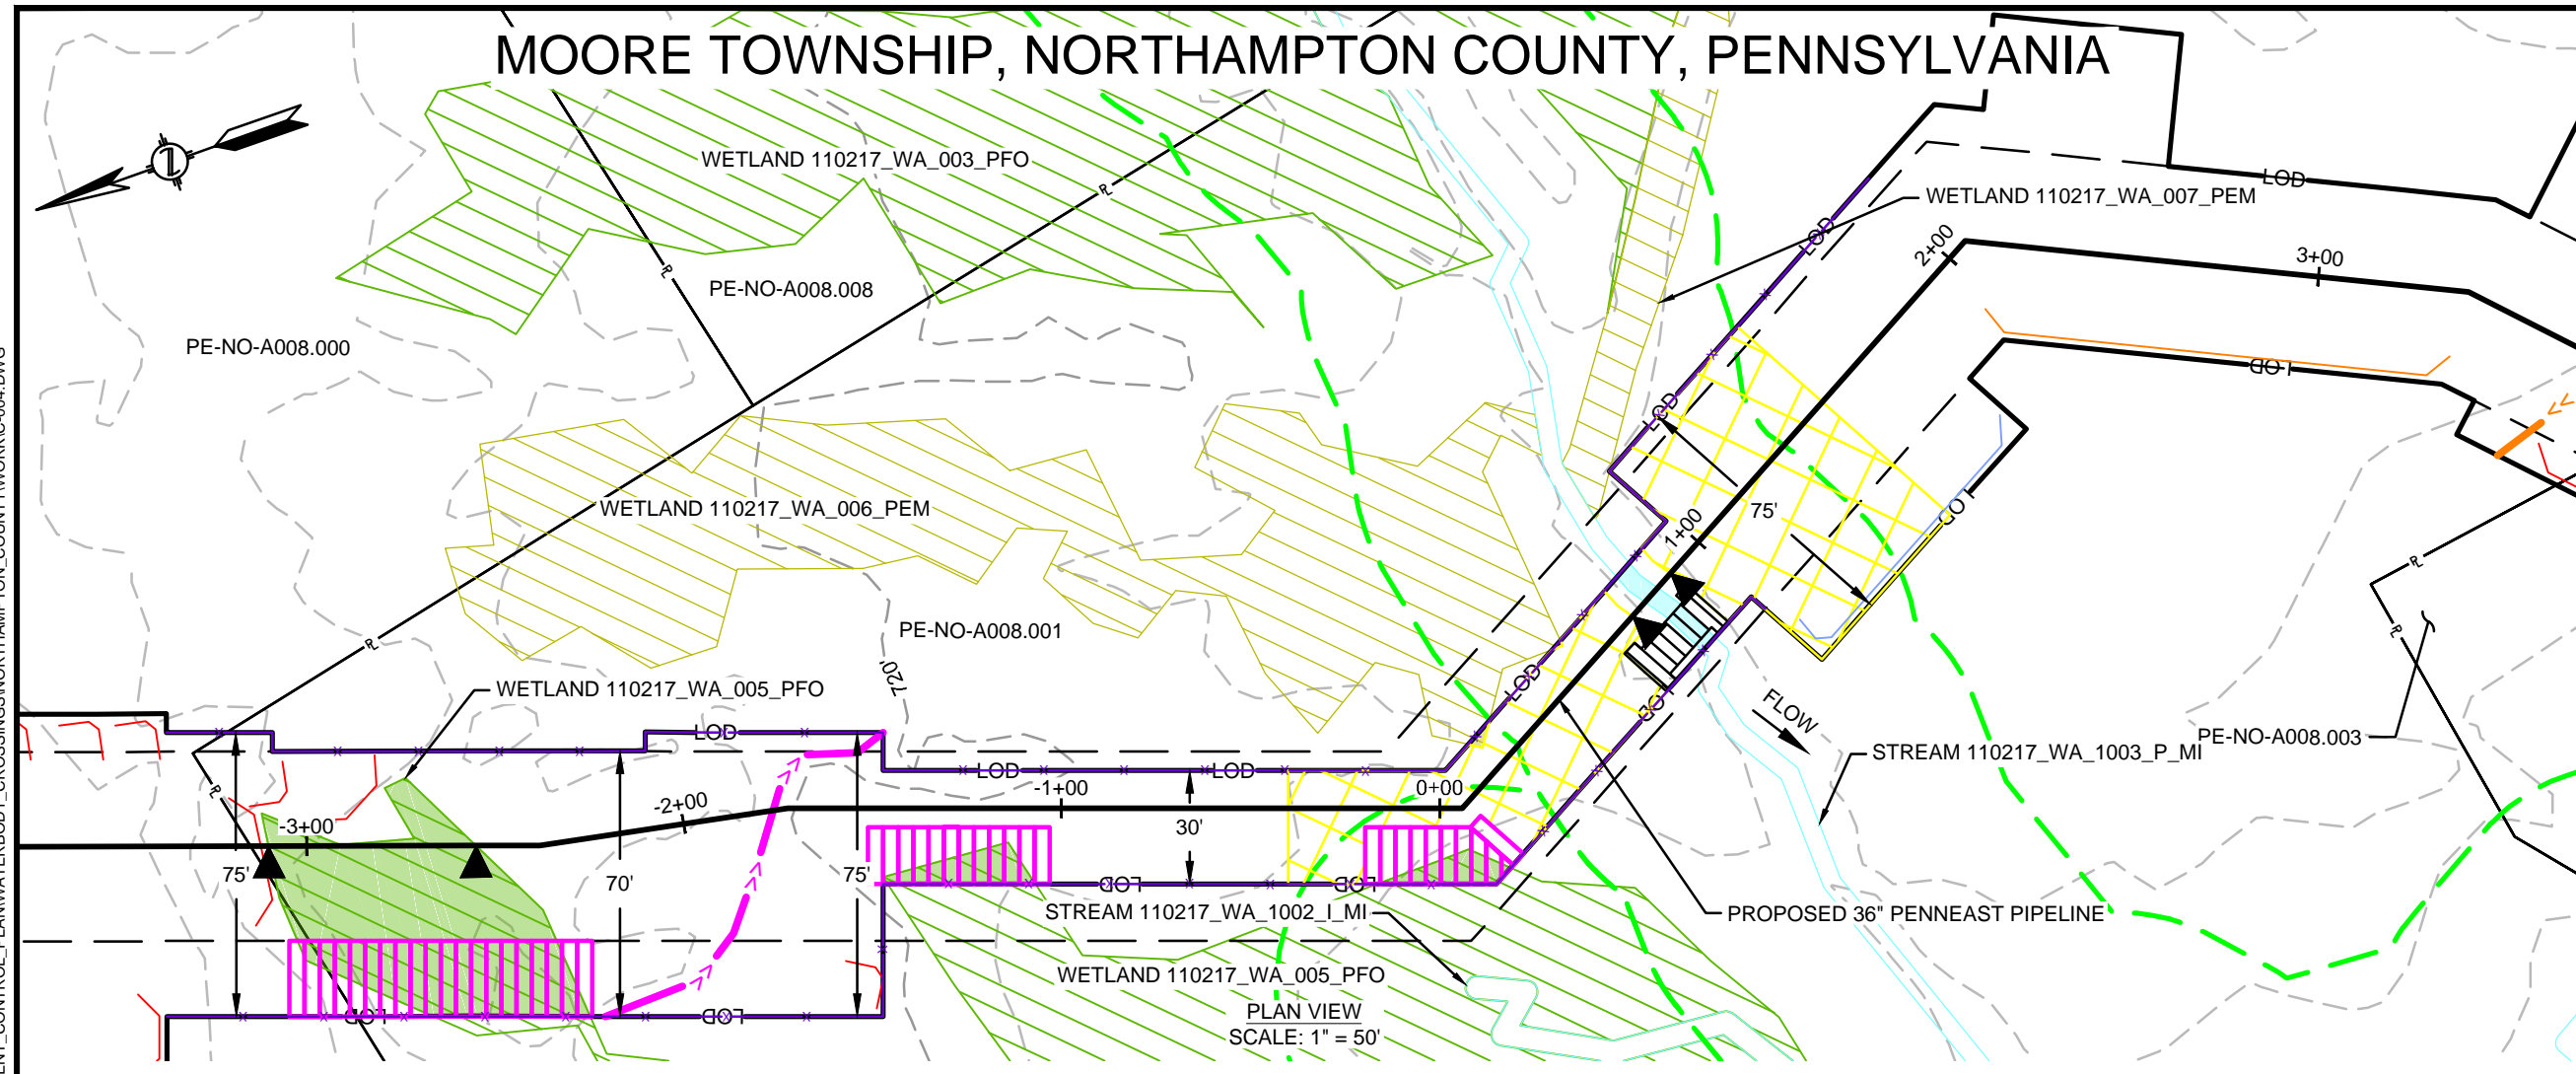 MOORE TOWNSHIP, NORTHAMPTON COUNTY, PENNSYLVANIA
WETLAND 110217_WA_003_PFO
WETLAND 110217_WA_007_PEM
LOD
LOD
2+00
3+00
PE-NO-A008.008
PE-NO-A008.000
LOD
LOD
WETLAND 110217_WA_006_PEM
75'
1+00
LOD
PE-NO-A008.001
720'
WETLAND 110217_WA_005_PFO
LOD
LOD
FLOW
LOD
PE-NO-A008.003
STREAM 110217_WA_1003_P_MI
LOD
LOD
LOD
-3+00
-2+00
-1+00
0+00
30'
75'
70'
75'
LOD
LOD
STREAM 110217_WA_1002_I_MI
PROPOSED 36" PENNEAST PIPELINE
WETLAND 110217_WA_005_PFO
LOD
LOD
PLAN VIEW
SCALE: 1" = 50'